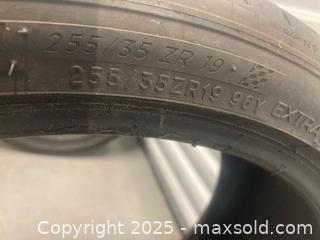 255/35 ZR 19
255/35ZR19 96Y EXTRA
Copyright © 2025 - maxsold.com